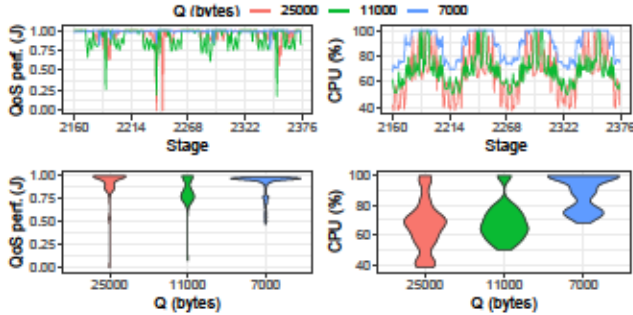 Q (bytes) 25000 11000 7000
QoS perf. (J)
1.00
0.75
0.50
0.25
0.00
2160 2214 2268 2322 2376
Stage
CPU (%)
100
80
60
40
2160 2214 2268 2322 2376
Stage
QoS perf. (J)
1.00
0.75
0.50
0.25
0.00
25000 11000 7000
Q (bytes)
CPU (%)
100
80
60
40
25000 11000 7000
Q (bytes)